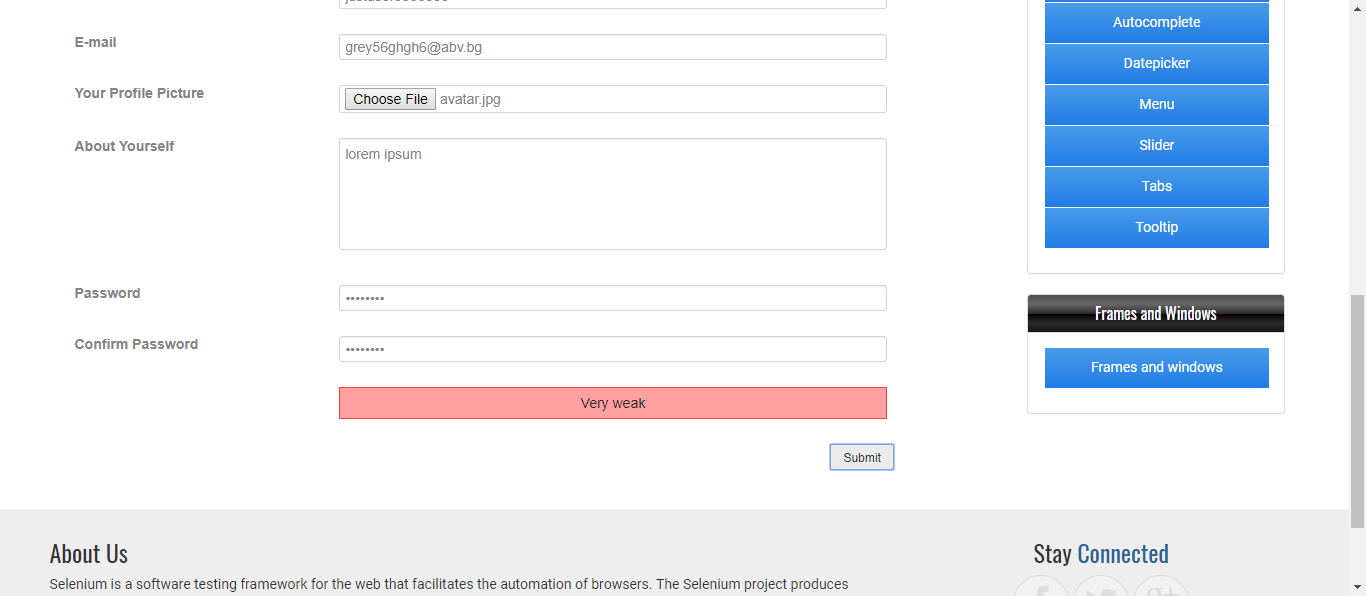 E-mail
grey56ghgh6@abv.bg
Your Profile Picture
Choose File avatar.jpg
About Yourself
lorem ipsum
Password
••••••••
Confirm Password
••••••••
Very weak
Submit
Autocomplete
Datepicker
Menu
Slider
Tabs
Tooltip
Frames and Windows
Frames and windows
About Us
Selenium is a software testing framework for the web that facilitates the automation of browsers. The Selenium project produces
Stay Connected